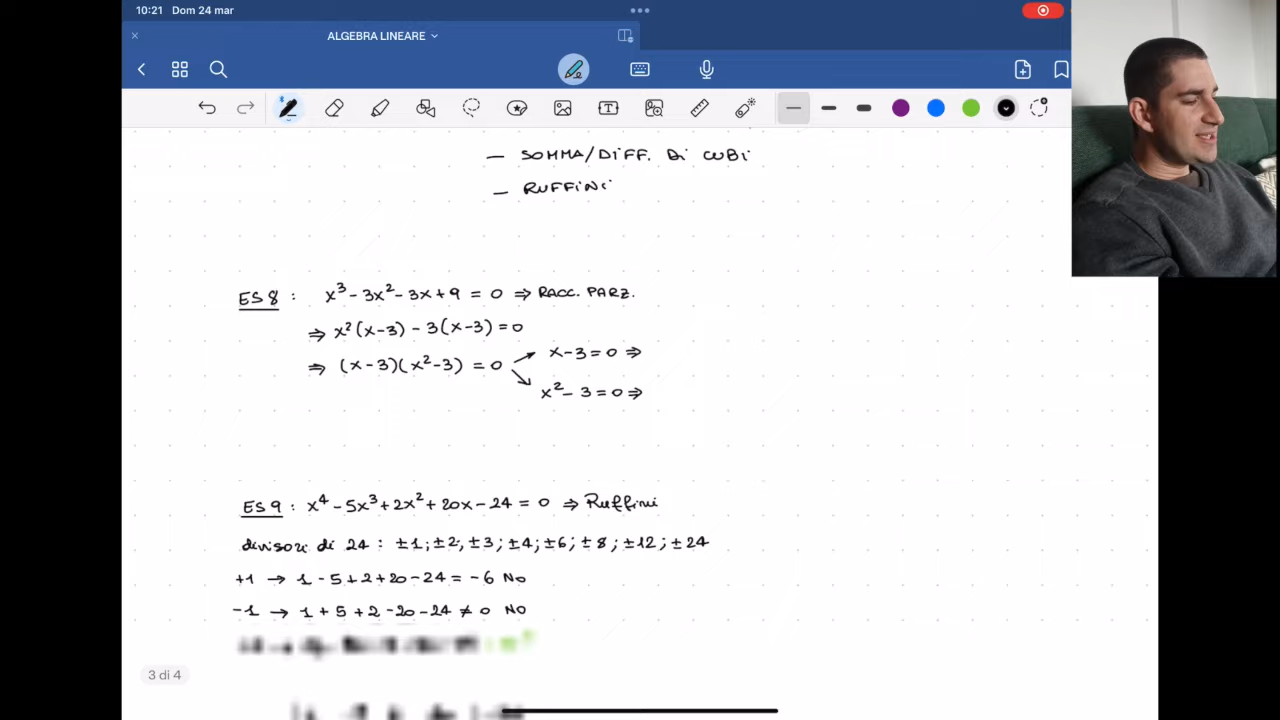 10:21 Dom 24 mar
ALGEBRA LINEARE
— SOMMA/DIFF. Di CUBi
— RUFFiNi
ES 8 : x³ - 3x² - 3x + 9 = 0 ⇒ RACC. PARZ.
⇒ x² (x-3) - 3 (x-3) = 0
⇒ (x-3)(x²-3) = 0
x-3 = 0 ⇒
x² - 3 = 0 ⇒
ES 9 : x⁴ - 5x³ + 2x² + 20x - 24 = 0 ⇒ Ruffini
divisori di 24 : ±1; ±2; ±3; ±4; ±6; ±8; ±12; ±24
+1 → 1 - 5 + 2 + 20 - 24 = -6 No
-1 → 1 + 5 + 2 - 20 - 24 ≠ 0 NO
3 di 4